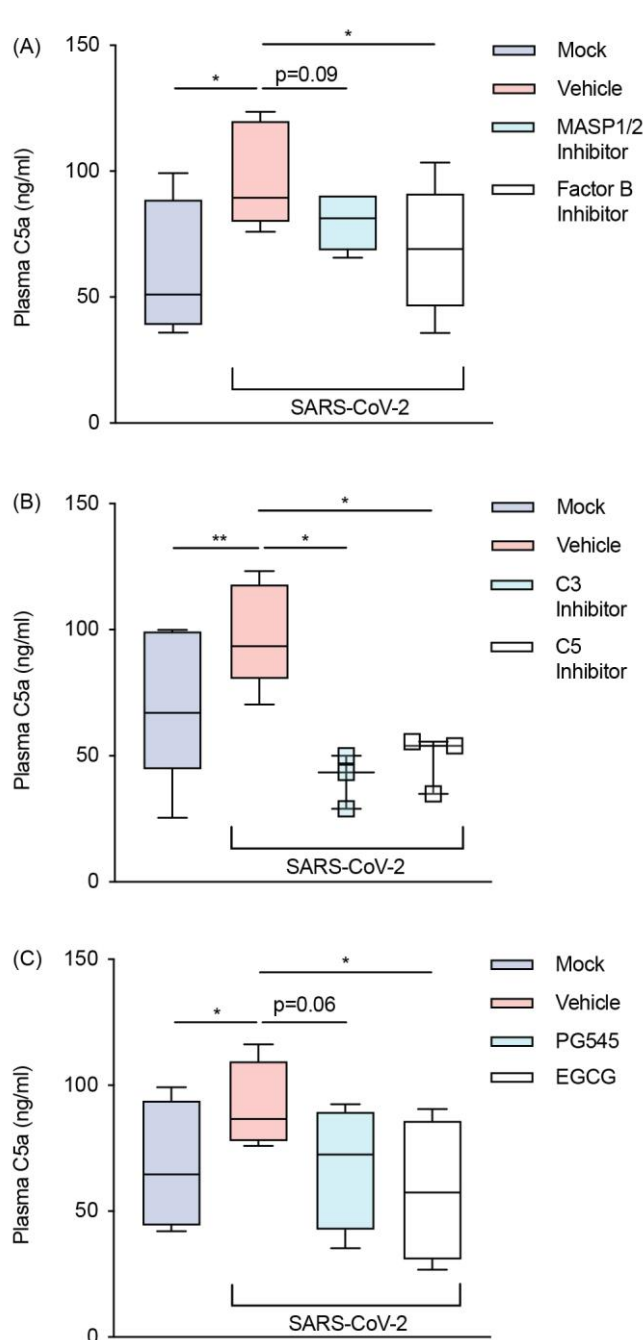 (A)
150
100
50
0
Plasma C5a (ng/ml)
*
p=0.09
*
SARS-CoV-2
Mock
Vehicle
MASP1/2
Inhibitor
Factor B
Inhibitor
(B)
150
100
50
0
Plasma C5a (ng/ml)
**
*
*
SARS-CoV-2
Mock
Vehicle
C3
Inhibitor
C5
Inhibitor
(C)
150
100
50
0
Plasma C5a (ng/ml)
*
p=0.06
*
SARS-CoV-2
Mock
Vehicle
PG545
EGCG